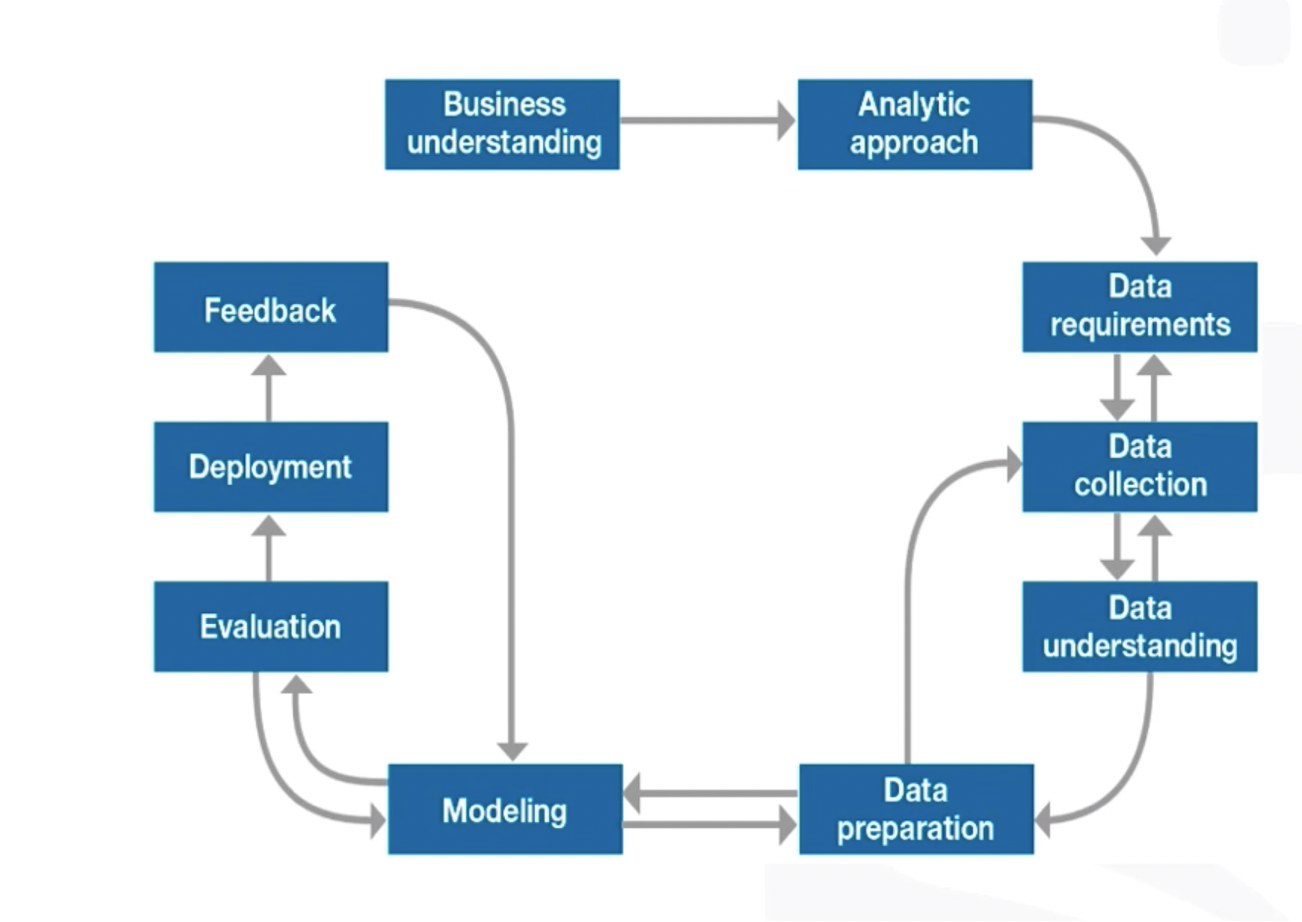 Business
understanding
Analytic
approach
Data
requirements
Data
collection
Data
understanding
Data
preparation
Modeling
Evaluation
Deployment
Feedback